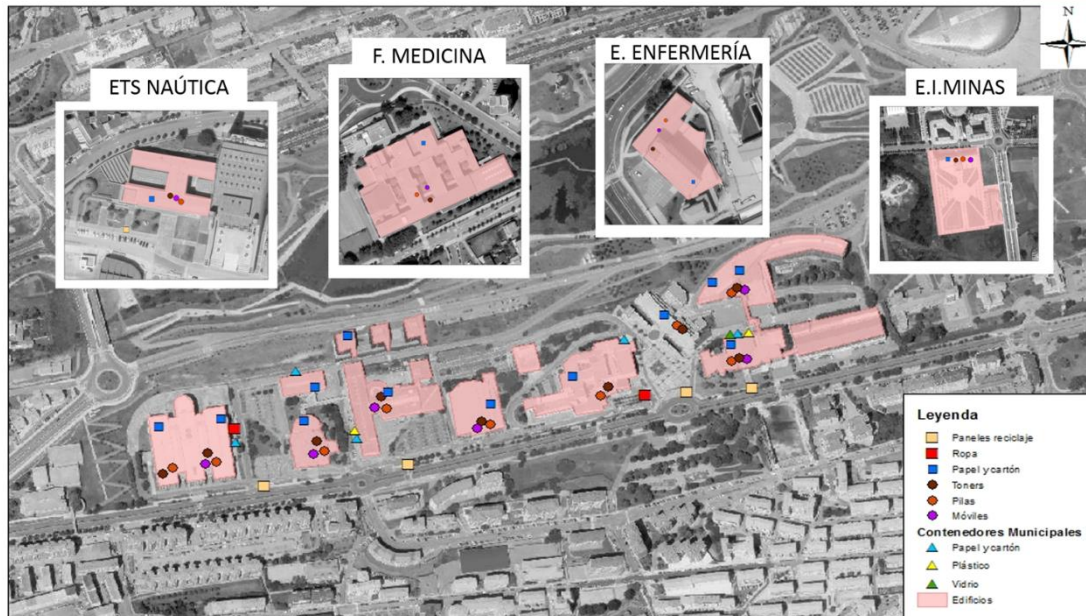 N
ETS NAÚTICA
F. MEDICINA
E. ENFERMERÍA
E.I.MINAS
Leyenda
Paneles reciclaje
Ropa
Papel y cartón
Toners
Pilas
Móviles
Contenedores Municipales
Papel y cartón
Plástico
Vidrio
Edificios